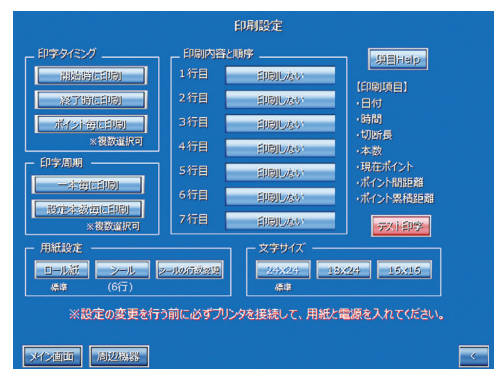 印刷設定
印字タイミング
開始時に印刷
終了時に印刷
ポイント毎に印刷
※複数選択可
印字周期
一本毎に印刷
設定本数毎に印刷
※複数選択可
印刷内容と順序
1行目 印刷しない
2行目 印刷しない
3行目 印刷しない
4行目 印刷しない
5行目 印刷しない
6行目 印刷しない
7行目 印刷しない
項目Help
【印刷項目】
・日付
・時間
・切断長
・本数
・現在ポイント
・ポイント間距離
・ポイント累積距離
テスト印字
用紙設定
ロール紙 シール シールの行数変更
標準 (6行)
文字サイズ
24X24 18X24 16X16
標準
※設定の変更を行う前に必ずプリンタを接続して、用紙と電源を入れてください。
メイン画面 周辺機器 <